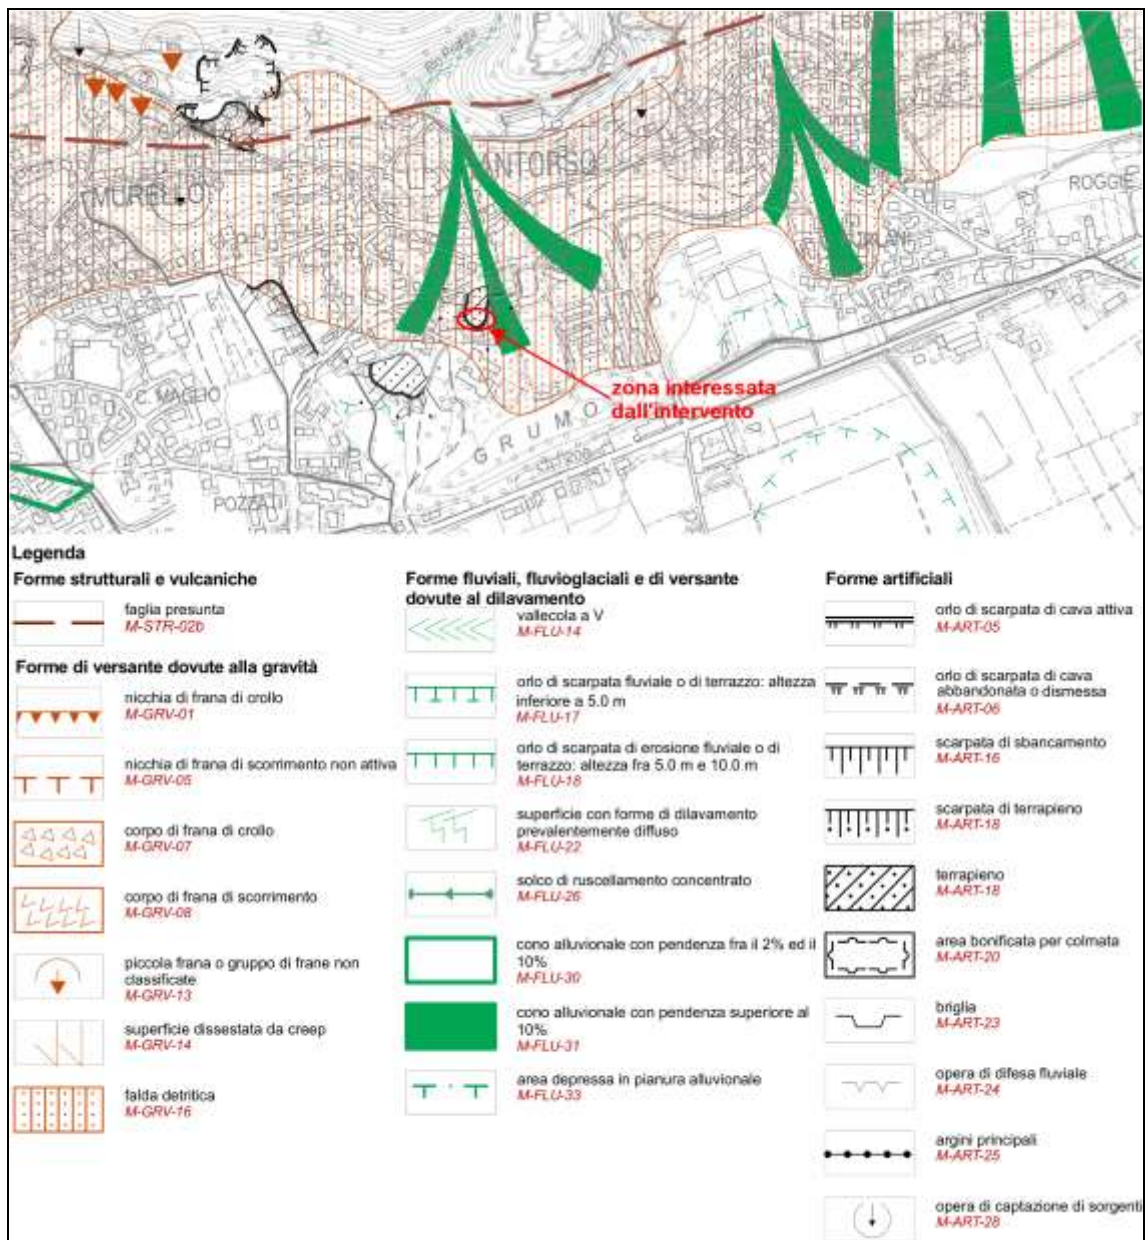 LESINA
MURELLO
ANTORSO
ROGGIE
zona interessata
dall'intervento
C. MAGLIO
GRUMO
POZZA
Legenda
Forme strutturali e vulcaniche
faglia presunta
M-STR-02b
Forme di versante dovute alla gravità
nicchia di frana di crollo
M-GRV-01
nicchia di frana di scorrimento non attiva
M-GRV-05
corpo di frana di crollo
M-GRV-07
corpo di frana di scorrimento
M-GRV-08
piccola frana o gruppo di frane non
classificate
M-GRV-13
superficie dissestata da creep
M-GRV-14
falda detritica
M-GRV-16
Forme fluviali, fluvioglaciali e di versante
dovute al dilavamento
vallecola a V
M-FLU-14
orlo di scarpata fluviale o di terrazzo: altezza
inferiore a 5.0 m
M-FLU-17
orlo di scarpata di erosione fluviale o di
terrazzo: altezza fra 5.0 m e 10.0 m
M-FLU-18
superficie con forme di dilavamento
prevalentemente diffuso
M-FLU-22
solco di ruscellamento concentrato
M-FLU-26
cono alluvionale con pendenza fra il 2% ed il
10%
M-FLU-30
cono alluvionale con pendenza superiore al
10%
M-FLU-31
area depressa in pianura alluvionale
M-FLU-33
Forme artificiali
orlo di scarpata di cava attiva
M-ART-05
orlo di scarpata di cava
abbandonata o dismessa
M-ART-06
scarpata di sbancamento
M-ART-16
scarpata di terrapieno
M-ART-18
terrapieno
M-ART-18
area bonificata per colmata
M-ART-20
briglia
M-ART-23
opera di difesa fluviale
M-ART-24
argini principali
M-ART-25
opera di captazione di sorgenti
M-ART-28